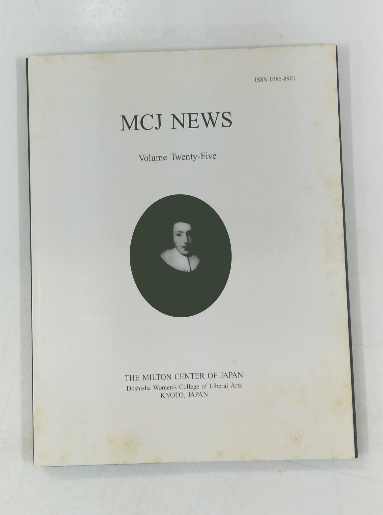 ISSN
MCJ NEWS
Volume Twenty-Five
THE MILTON CENTER OF JAPAN
Doshisha Women's College of Liberal Arts
KYOTO, JAPAN